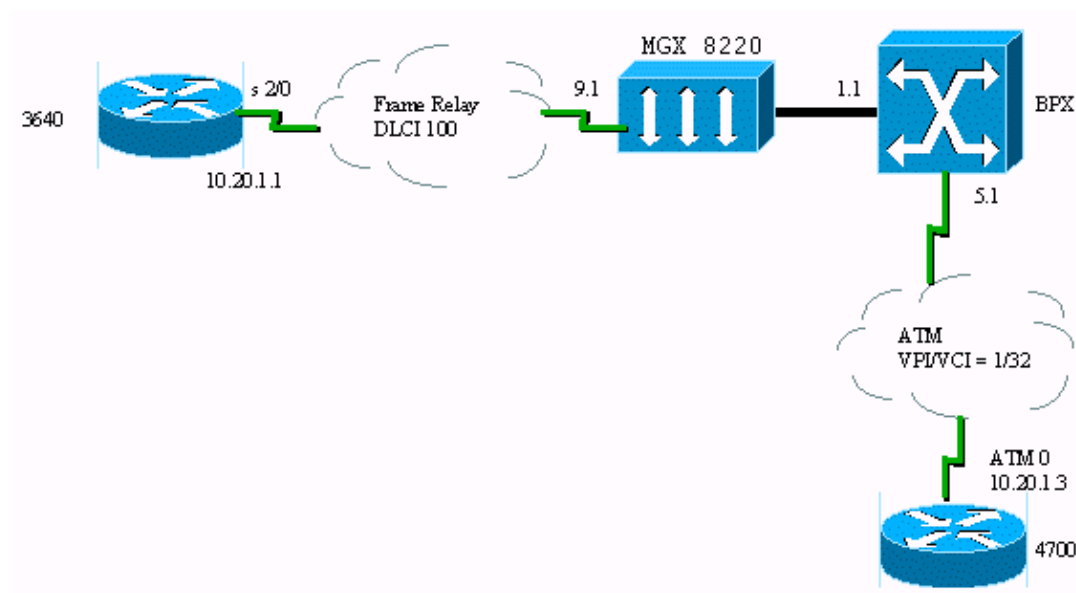 MGX 8220
3640
s 2/0
Frame Relay
DLCI 100
9.1
1.1
BPX
10.20.1.1
5.1
ATM
VPI/VCI = 1/32
ATM 0
10.20.1.3
4700